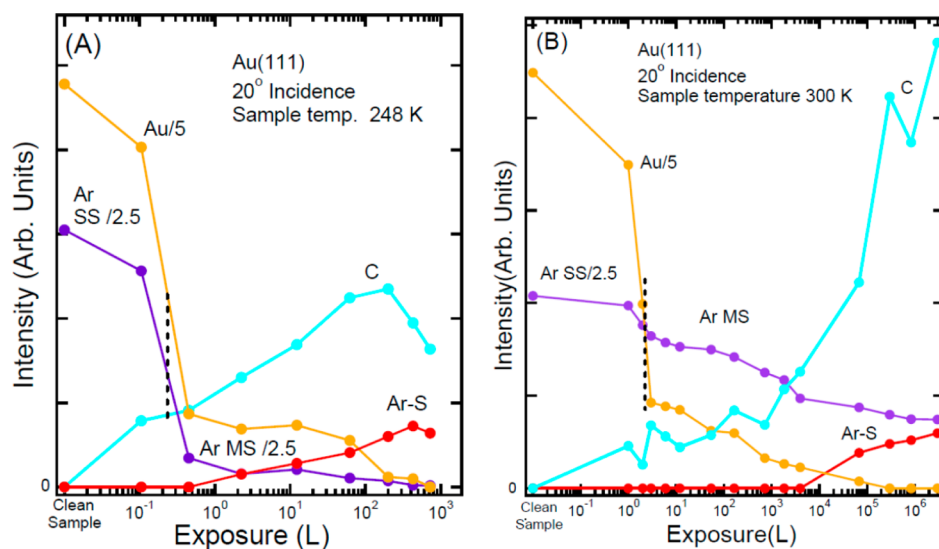 (A)
Au(111)
20° Incidence
Sample temp. 248 K
Au/5
Ar
SS /2.5
C
Ar-S
Ar MS /2.5
Intensity (Arb. Units)
0
Clean
Sample
10⁻¹
10⁰
10¹
10²
10³
Exposure (L)
(B)
Au(111)
20° Incidence
Sample temperature 300 K
C
Au/5
Ar SS/2.5
Ar MS
Ar-S
Intensity(Arb. Units)
0
Clean
Sample
10⁻¹
10⁰
10¹
10²
10³
10⁴
10⁵
10⁶
Exposure(L)